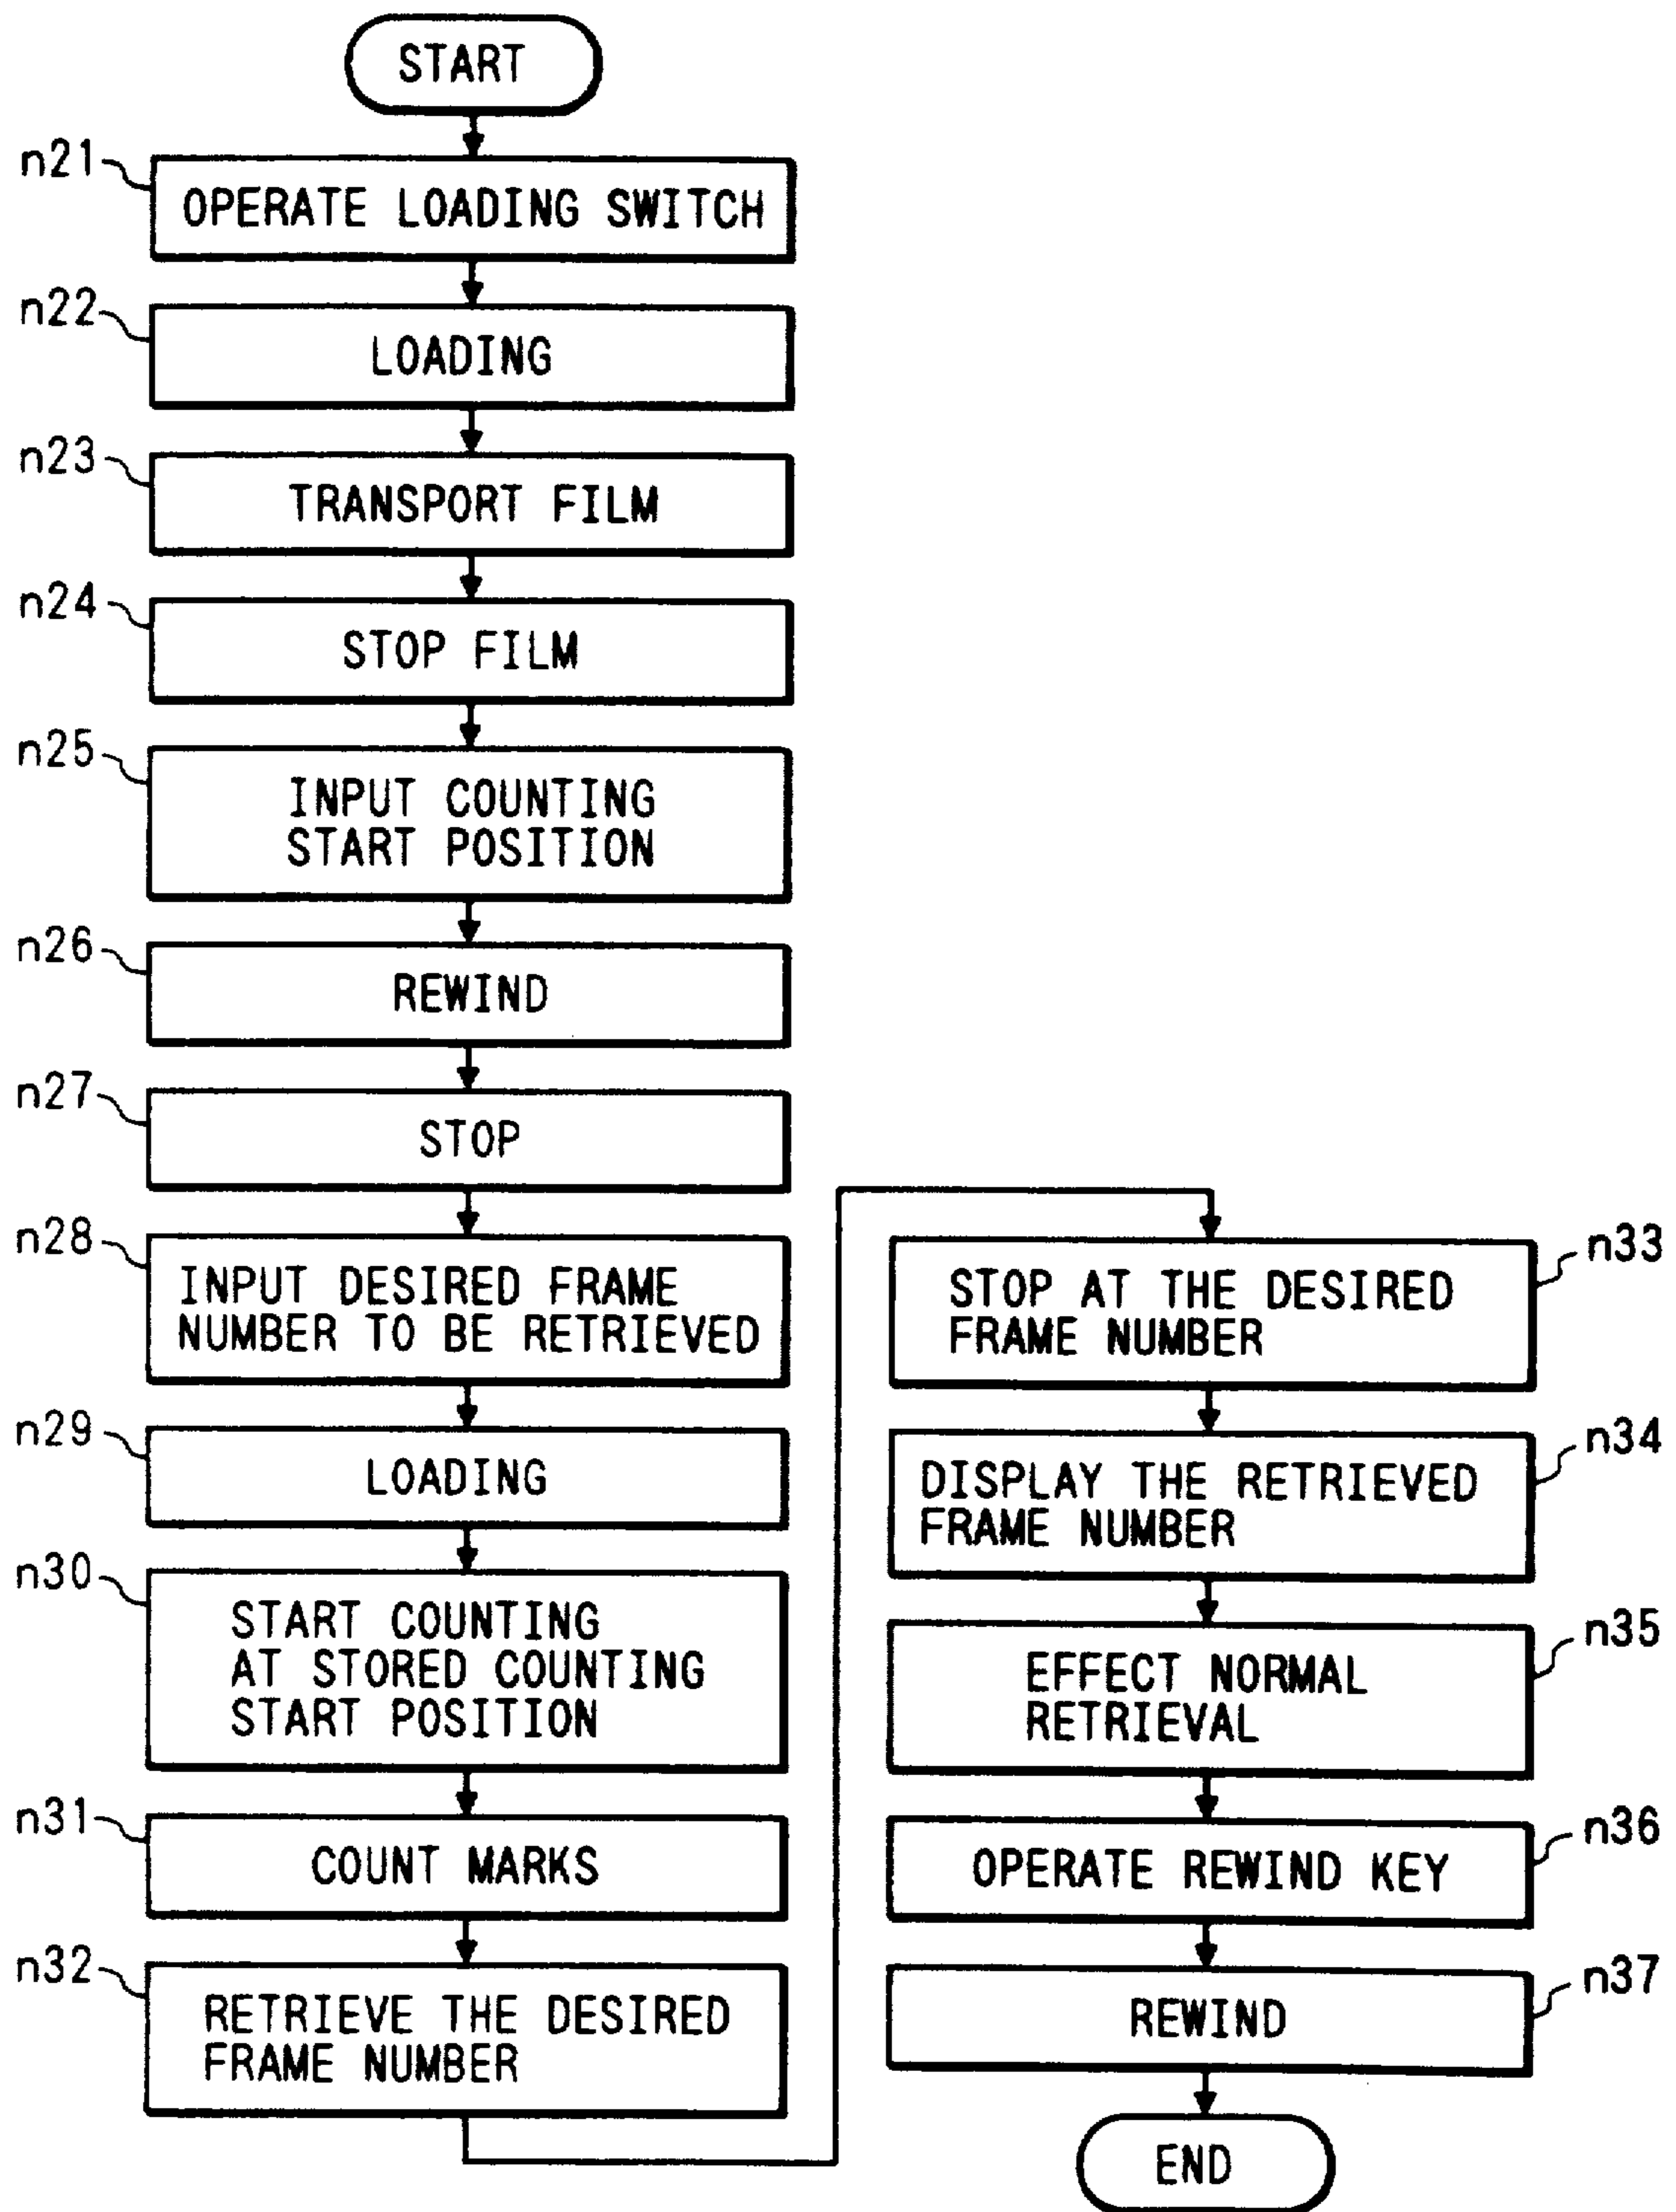 START
n21
OPERATE LOADING SWITCH
n22
LOADING
n23
TRANSPORT FILM
n24
STOP FILM
n25
INPUT COUNTING
START POSITION
n26
REWIND
n27
STOP
n28
INPUT DESIRED FRAME
NUMBER TO BE RETRIEVED
n29
LOADING
n30
START COUNTING
AT STORED COUNTING
START POSITION
n31
COUNT MARKS
n32
RETRIEVE THE DESIRED
FRAME NUMBER
n33
STOP AT THE DESIRED
FRAME NUMBER
n34
DISPLAY THE RETRIEVED
FRAME NUMBER
n35
EFFECT NORMAL
RETRIEVAL
n36
OPERATE REWIND KEY
n37
REWIND
END